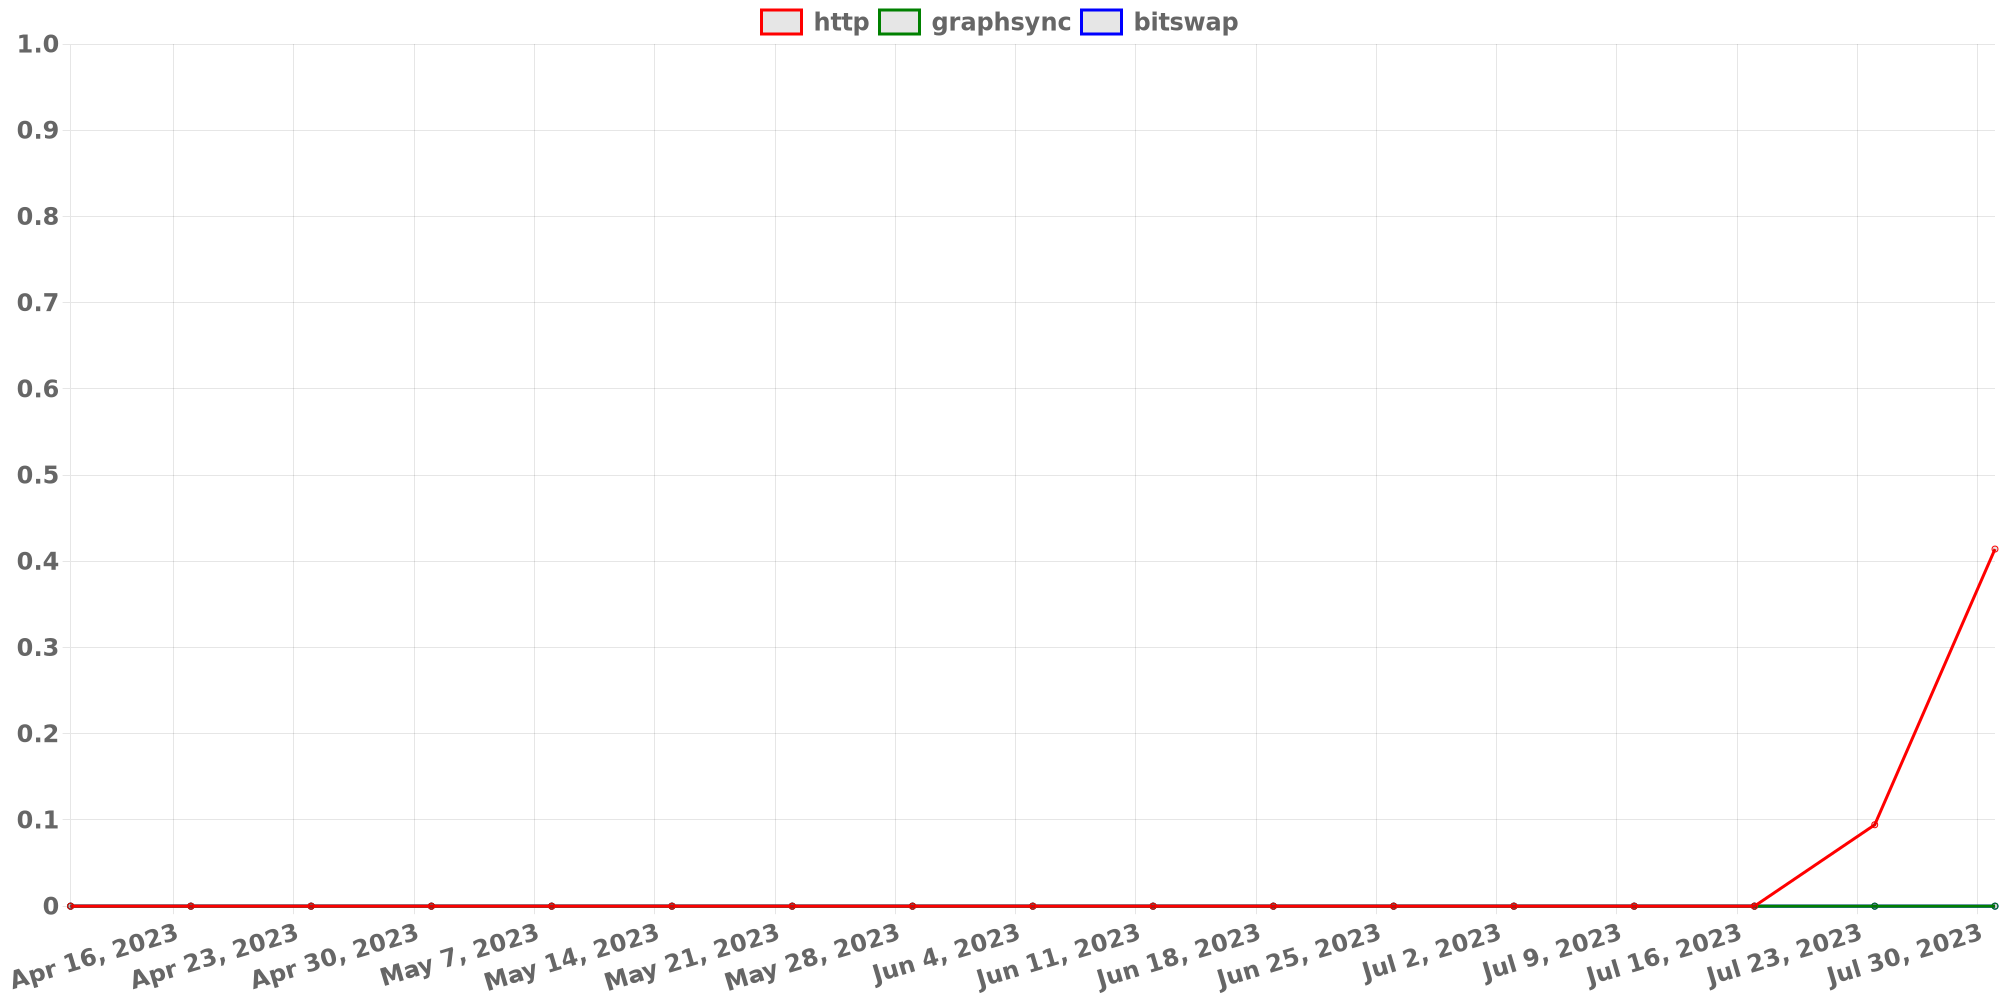 http graphsync bitswap
1.0
0.9
0.8
0.7
0.6
0.5
0.4
0.3
0.2
0.1
0
Apr 16, 2023
Apr 23, 2023
Apr 30, 2023
May 7, 2023
May 14, 2023
May 21, 2023
May 28, 2023
Jun 4, 2023
Jun 11, 2023
Jun 18, 2023
Jun 25, 2023
Jul 2, 2023
Jul 9, 2023
Jul 16, 2023
Jul 23, 2023
Jul 30, 2023